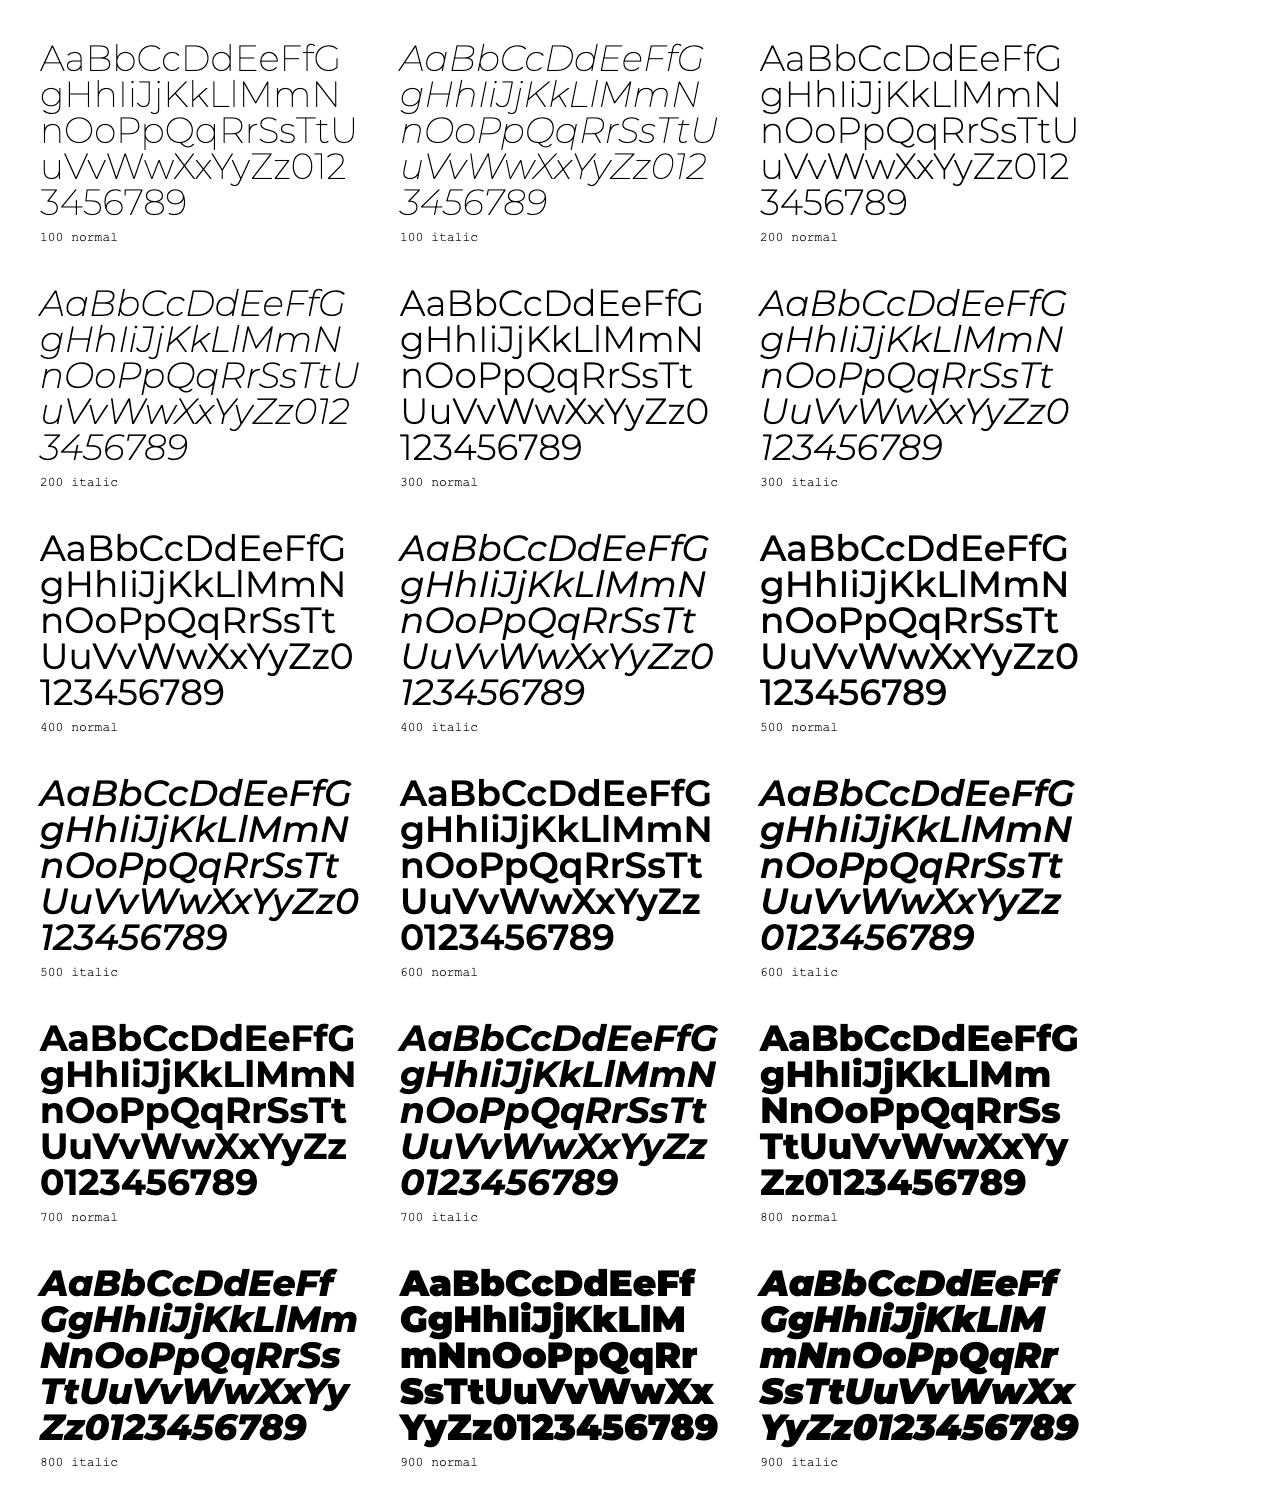 AaBbCcDdEeFfG
gHhIiJjKkLlMmN
nOoPpQqRrSsTtU
uVvWwXxYyZz012
3456789
100 normal
AaBbCcDdEeFfG
gHhIiJjKkLlMmN
nOoPpQqRrSsTtU
uVvWwXxYyZz012
3456789
100 italic
AaBbCcDdEeFfG
gHhIiJjKkLlMmN
nOoPpQqRrSsTtU
uVvWwXxYyZz012
3456789
200 normal
AaBbCcDdEeFfG
gHhIiJjKkLlMmN
nOoPpQqRrSsTtU
uVvWwXxYyZz012
3456789
200 italic
AaBbCcDdEeFfG
gHhIiJjKkLlMmN
nOoPpQqRrSsTt
UuVvWwXxYyZz0
123456789
300 normal
AaBbCcDdEeFfG
gHhIiJjKkLlMmN
nOoPpQqRrSsTt
UuVvWwXxYyZz0
123456789
300 italic
AaBbCcDdEeFfG
gHhIiJjKkLlMmN
nOoPpQqRrSsTt
UuVvWwXxYyZz0
123456789
400 normal
AaBbCcDdEeFfG
gHhIiJjKkLlMmN
nOoPpQqRrSsTt
UuVvWwXxYyZz0
123456789
400 italic
AaBbCcDdEeFfG
gHhIiJjKkLlMmN
nOoPpQqRrSsTt
UuVvWwXxYyZz0
123456789
500 normal
AaBbCcDdEeFfG
gHhIiJjKkLlMmN
nOoPpQqRrSsTt
UuVvWwXxYyZz0
123456789
500 italic
AaBbCcDdEeFfG
gHhIiJjKkLlMmN
nOoPpQqRrSsTt
UuVvWwXxYyZz
0123456789
600 normal
AaBbCcDdEeFfG
gHhIiJjKkLlMmN
nOoPpQqRrSsTt
UuVvWwXxYyZz
0123456789
600 italic
AaBbCcDdEeFfG
gHhIiJjKkLlMmN
nOoPpQqRrSsTt
UuVvWwXxYyZz
0123456789
700 normal
AaBbCcDdEeFfG
gHhIiJjKkLlMmN
nOoPpQqRrSsTt
UuVvWwXxYyZz
0123456789
700 italic
AaBbCcDdEeFfG
gHhIiJjKkLlMm
NnOoPpQqRrSs
TtUuVvWwXxYy
Zz0123456789
800 normal
AaBbCcDdEeFf
GgHhIiJjKkLlMm
NnOoPpQqRrSs
TtUuVvWwXxYy
Zz0123456789
800 italic
AaBbCcDdEeFf
GgHhIiJjKkLlM
mNnOoPpQqRr
SsTtUuVvWwXx
YyZz0123456789
900 normal
AaBbCcDdEeFf
GgHhIiJjKkLlM
mNnOoPpQqRr
SsTtUuVvWwXx
YyZz0123456789
900 italic